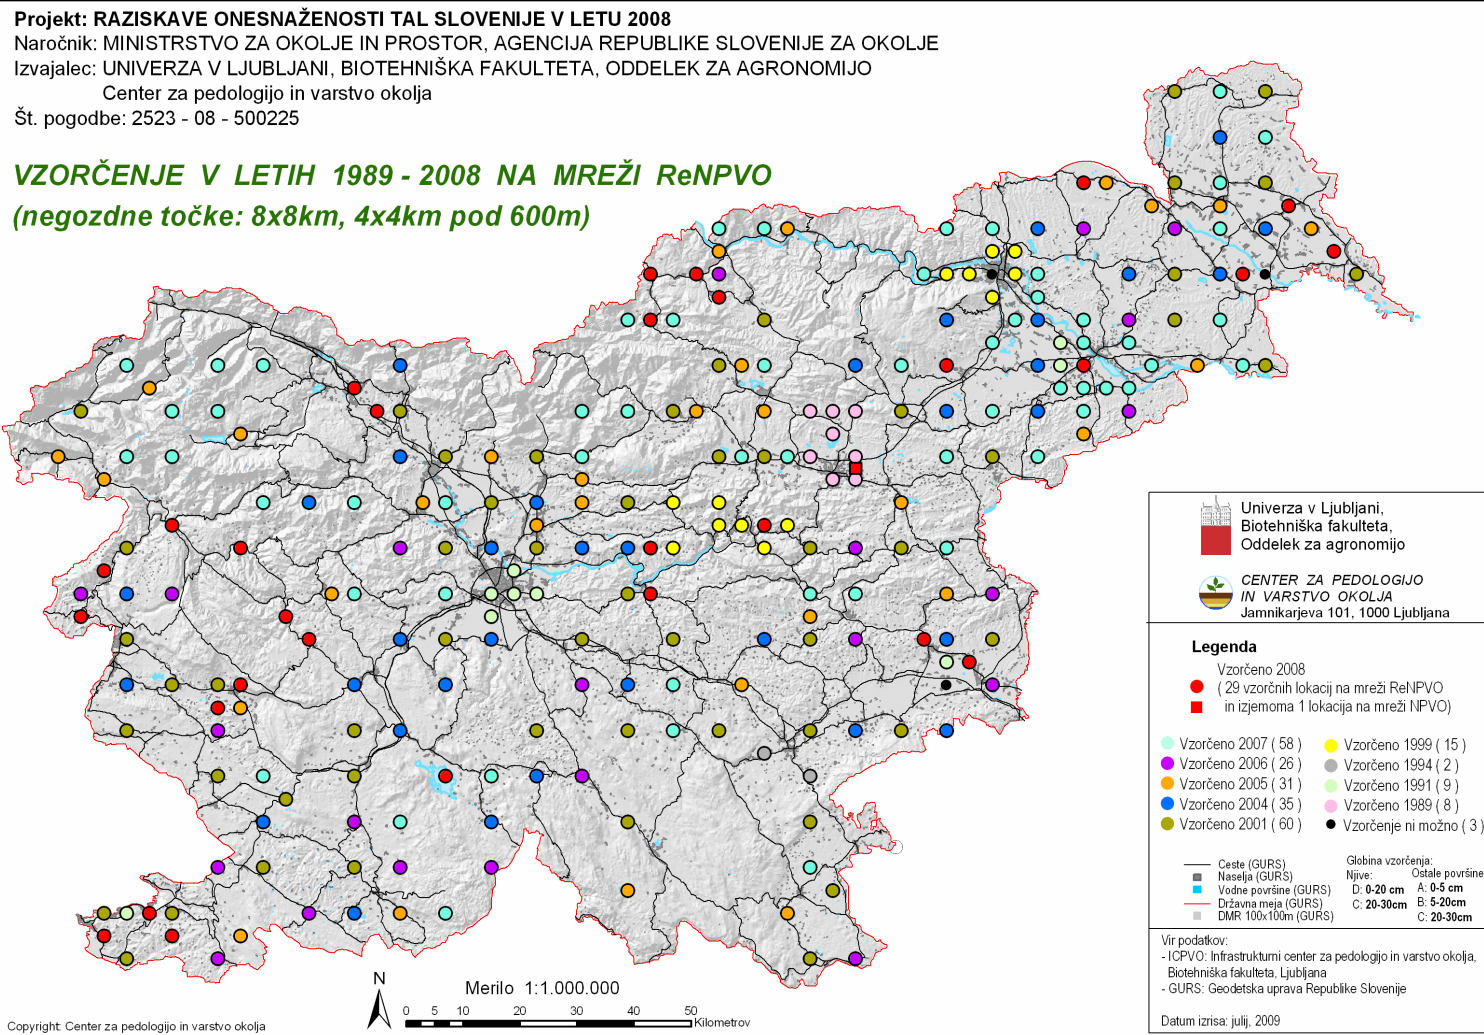 Projekt: RAZISKAVE ONESNAŽENOSTI TAL SLOVENIJE V LETU 2008
Naročnik: MINISTRSTVO ZA OKOLJE IN PROSTOR, AGENCIJA REPUBLIKE SLOVENIJE ZA OKOLJE
Izvajalec: UNIVERZA V LJUBLJANI, BIOTEHNIŠKA FAKULTETA, ODDELEK ZA AGRONOMIJO
Center za pedologijo in varstvo okolja
Št. pogodbe: 2523 - 08 - 500225
VZORČENJE V LETIH 1989 - 2008 NA MREŽI ReNPVO
(negozdne točke: 8x8km, 4x4km pod 600m)
Univerza v Ljubljani,
Biotehniška fakulteta,
Oddelek za agronomijo
CENTER ZA PEDOLOGIJO
IN VARSTVO OKOLJA
Jamnikarjeva 101, 1000 Ljubljana
Legenda
Vzorčeno 2008
( 29 vzorčnih lokacij na mreži ReNPVO
in izjemoma 1 lokacija na mreži NPVO)
Vzorčeno 2007 ( 58 )
Vzorčeno 2006 ( 26 )
Vzorčeno 2005 ( 31 )
Vzorčeno 2004 ( 35 )
Vzorčeno 2001 ( 60 )
Vzorčeno 1999 ( 15 )
Vzorčeno 1994 ( 2 )
Vzorčeno 1991 ( 9 )
Vzorčeno 1989 ( 8 )
Vzorčenje ni možno ( 3 )
Ceste (GURS)
Naselja (GURS)
Vodne površine (GURS)
Državna meja (GURS)
DMR 100x100m (GURS)
Globina vzorčenja:
Njive:
D: 0-20 cm
C: 20-30cm
Ostale površine
A: 0-5 cm
B: 5-20cm
C: 20-30cm
Vir podatkov:
- ICPVO: Infrastrukturni center za pedologijo in varstvo okolja,
Biotehniška fakulteta, Ljubljana
- GURS: Geodetska uprava Republike Slovenije
Datum izrisa: julij, 2009
N
Merilo 1:1.000.000
0 5 10 20 30 40 50
Kilometrov
Copyright: Center za pedologijo in varstvo okolja